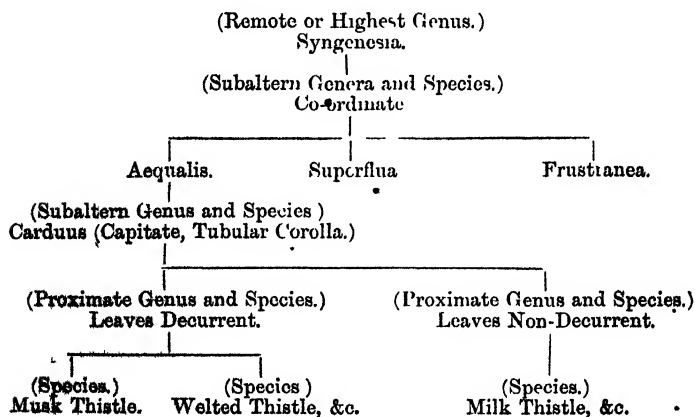 (Remote or Highest Genus.)
Syngenesia.
(Subaltern Genera and Species.)
Co-ordinate
Aequalis. Superflua Frustranea.
(Subaltern Genus and Species)
Carduus (Capitate, Tubular Corolla.)
(Proximate Genus and Species.) (Proximate Genus and Species.)
Leaves Decurrent. Leaves Non-Decurrent.
(Species.) (Species) (Species.)
Musk Thistle. Welted Thistle, &c. Milk Thistle, &c.